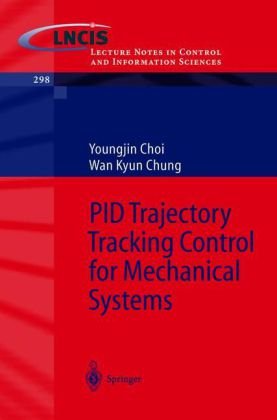 LNCIS
LECTURE NOTES IN CONTROL
AND INFORMATION SCIENCES
298
Youngjin Choi
Wan Kyun Chung
PID Trajectory
Tracking Control
for Mechanical
Systems
Springer